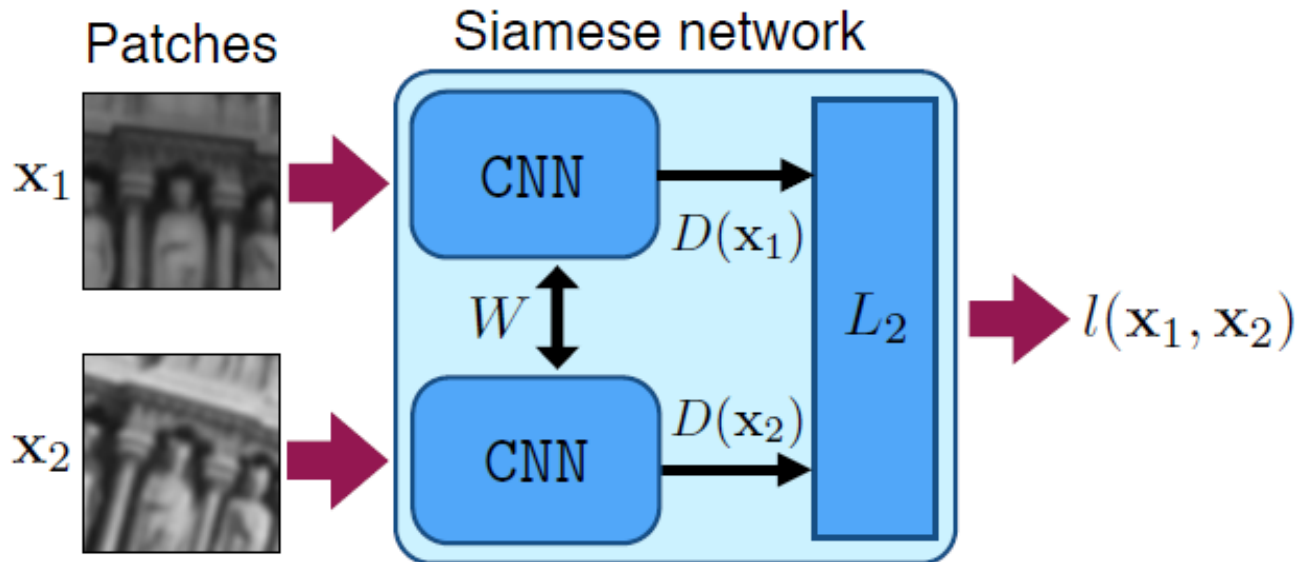 Patches
Siamese network
x₁
CNN
D(x₁)
W
L₂
l(x₁, x₂)
x₂
CNN
D(x₂)